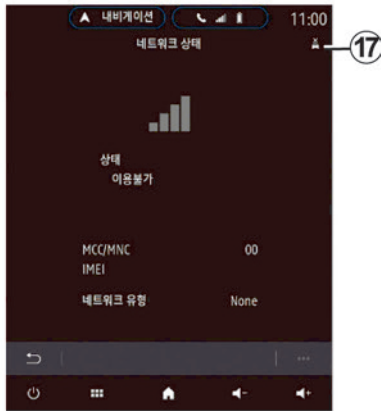 내비게이션
11:00
네트워크 상태
17
상태
이용불가
MCC/MNC 00
IMEI
네트워크 유형 None